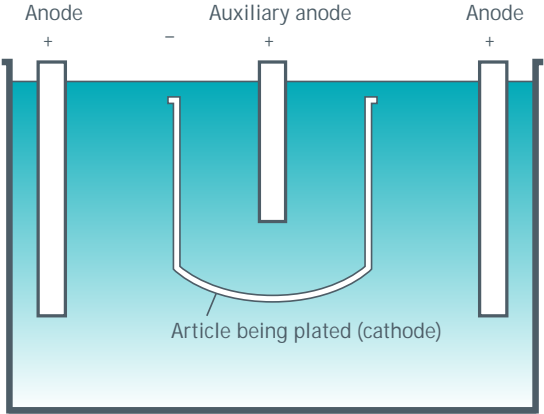 Anode Auxiliary anode Anode
+ − + +
Article being plated (cathode)